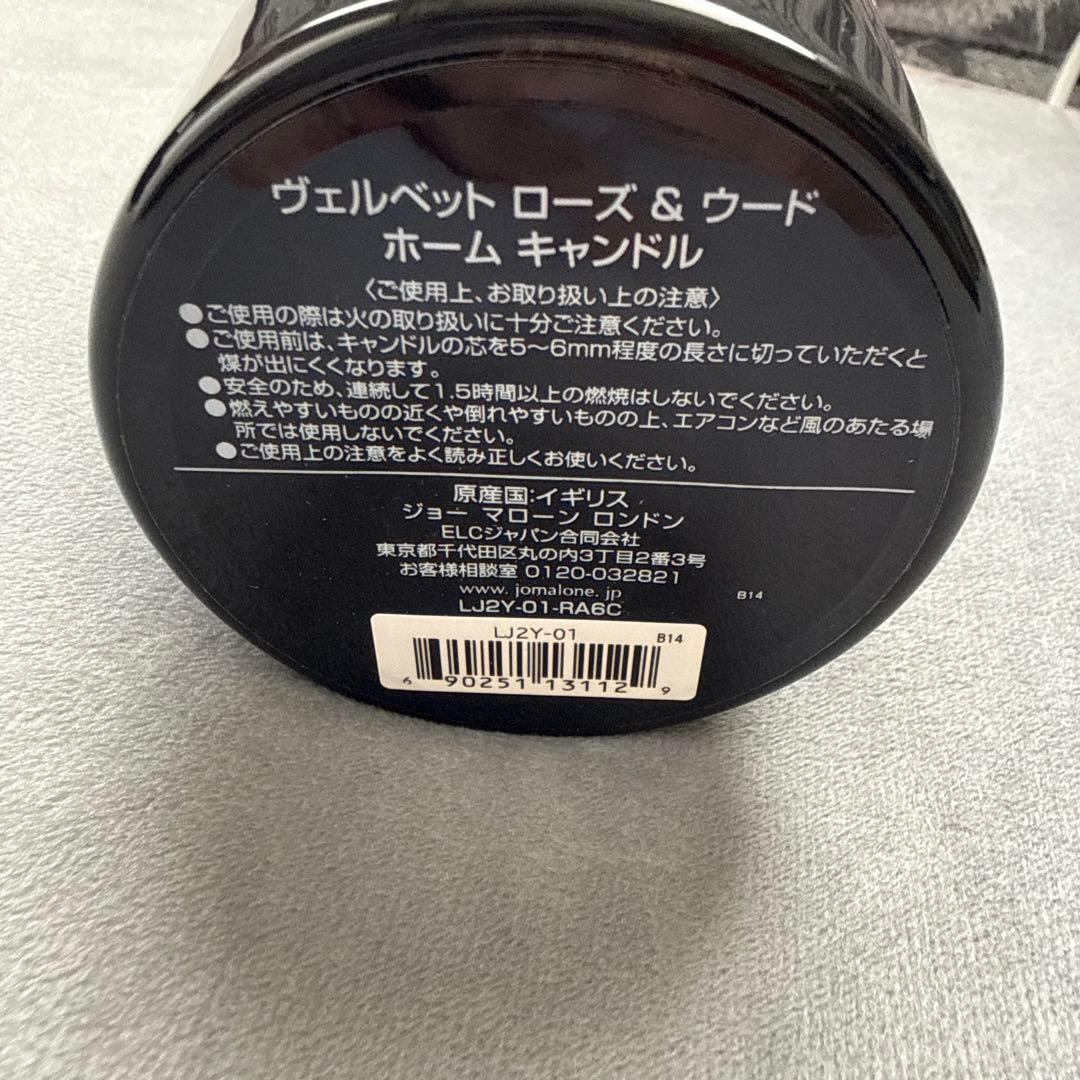 ヴェルベット ローズ & ウード
ホーム キャンドル
〈ご使用上、お取り扱い上の注意〉
●ご使用の際は火の取り扱いに十分ご注意ください。
●ご使用前は、キャンドルの芯を5～6mm程度の長さに切っていただくと
煤が出にくくなります。
●安全のため、連続して1.5時間以上の燃焼はしないでください。
●燃えやすいものの近くや倒れやすいものの上、エアコンなど風のあたる場
所では使用しないでください。
●ご使用上の注意をよく読み正しくお使いください。
原産国:イギリス
ジョー マローン ロンドン
ELCジャパン合同会社
東京都千代田区丸の内3丁目2番3号
お客様相談室 0120-032821
www. jomalone. jp
B14
LJ2Y-01-RA6C
LJ2Y-01 B14
6 90251 13112 9